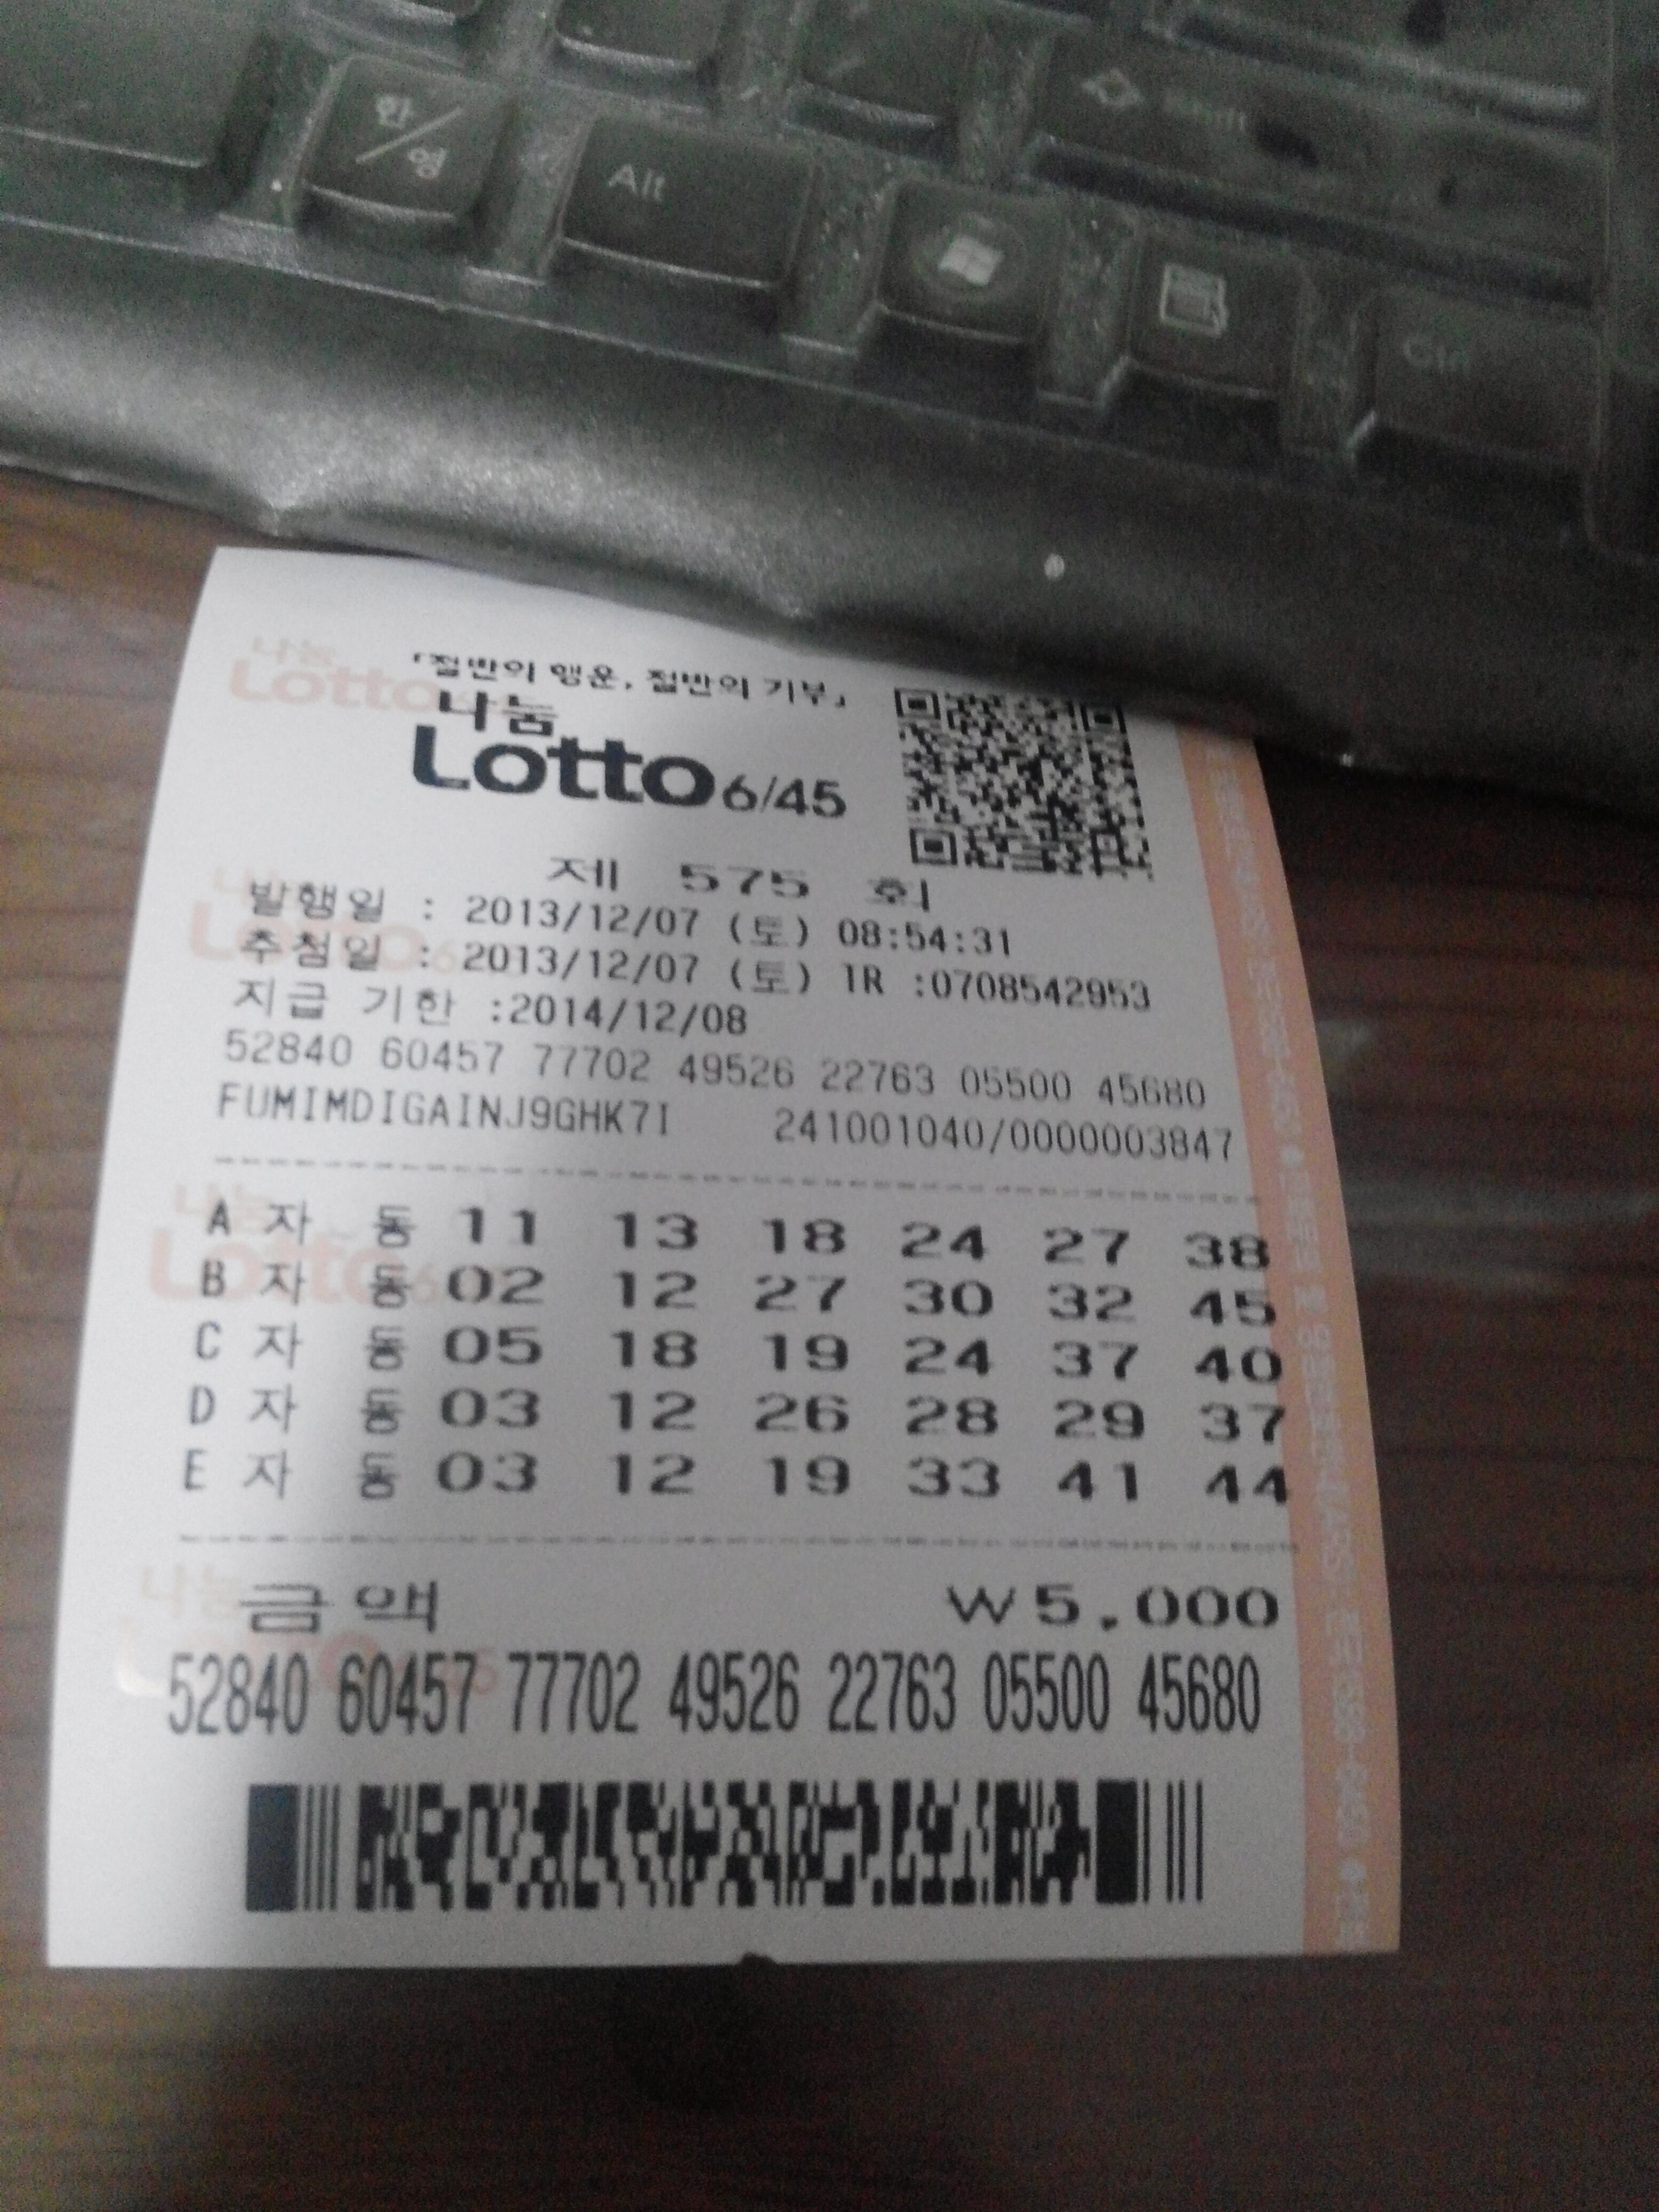 한/영
Alt
Shift
Ctrl
「절반의 행운, 절반의 기부」
나눔
Lotto 6/45
제 575 회
발행일 : 2013/12/07 (토) 08:54:31
추첨일 : 2013/12/07 (토) TR :0708542953
지급 기한 :2014/12/08
52840 60457 77702 49526 22763 05500 45680
FUMIMDIGAINJ9GHK7I 241001040/0000003847
A 자 동 11 13 18 24 27 38
B 자 동 02 12 27 30 32 45
C 자 동 05 18 19 24 37 40
D 자 동 03 12 26 28 29 37
E 자 동 03 12 19 33 41 44
금액 ₩5,000
52840 60457 77702 49526 22763 05500 45680